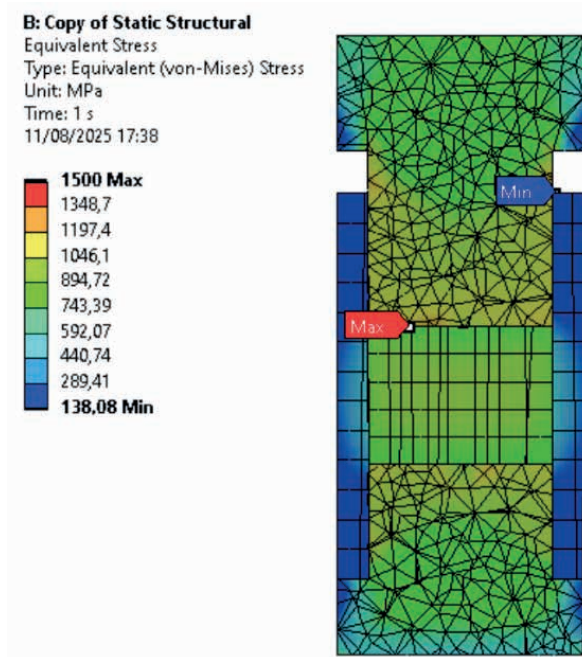 B: Copy of Static Structural
Equivalent Stress
Type: Equivalent (von-Mises) Stress
Unit: MPa
Time: 1 s
11/08/2025 17:38
1500 Max
1348,7
1197,4
1046,1
894,72
743,39
592,07
440,74
289,41
138,08 Min
Min
Max